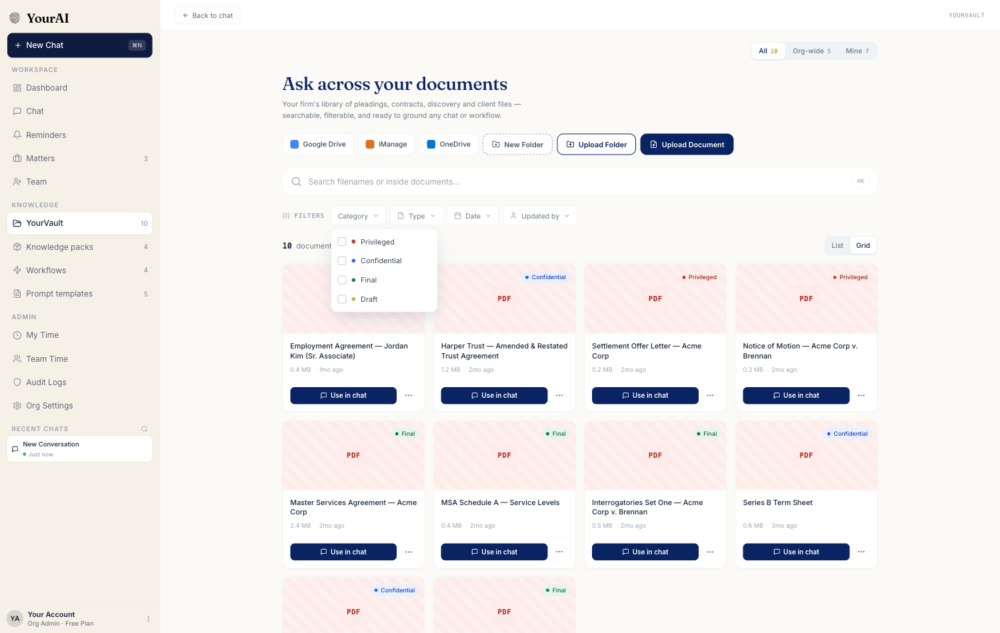 YourAI
New Chat ⌘N
WORKSPACE
Dashboard
Chat
Reminders
Matters 3
Team
KNOWLEDGE
YourVault 10
Knowledge packs 4
Workflows 4
Prompt templates 5
ADMIN
My Time
Team Time
Audit Logs
Org Settings
RECENT CHATS
New Conversation
Just now
YA
Your Account
Org Admin · Free Plan
Back to chat
YOURVAULT
All 10 Org-wide 5 Mine 7
Ask across your documents
Your firm's library of pleadings, contracts, discovery and client files —
searchable, filterable, and ready to ground any chat or workflow.
Google Drive iManage OneDrive New Folder Upload Folder Upload Document
Search filenames or inside documents... ⌘K
FILTERS Category Type Date Updated by
Privileged
Confidential
Final
Draft
10 document
List Grid
Confidential Privileged Privileged
PDF PDF PDF
Employment Agreement — Jordan
Kim (Sr. Associate)
0.4 MB · 1mo ago
Use in chat
Harper Trust — Amended & Restated
Trust Agreement
1.2 MB · 2mo ago
Use in chat
Settlement Offer Letter — Acme
Corp
0.2 MB · 2mo ago
Use in chat
Notice of Motion — Acme Corp v.
Brennan
0.3 MB · 2mo ago
Use in chat
Final
PDF
Master Services Agreement — Acme
Corp
2.4 MB · 2mo ago
Use in chat
Final
PDF
MSA Schedule A — Service Levels
0.4 MB · 2mo ago
Use in chat
Final
PDF
Interrogatories Set One — Acme
Corp v. Brennan
0.5 MB · 2mo ago
Use in chat
Confidential
PDF
Series B Term Sheet
0.6 MB · 3mo ago
Use in chat
Confidential
PDF
Final
PDF